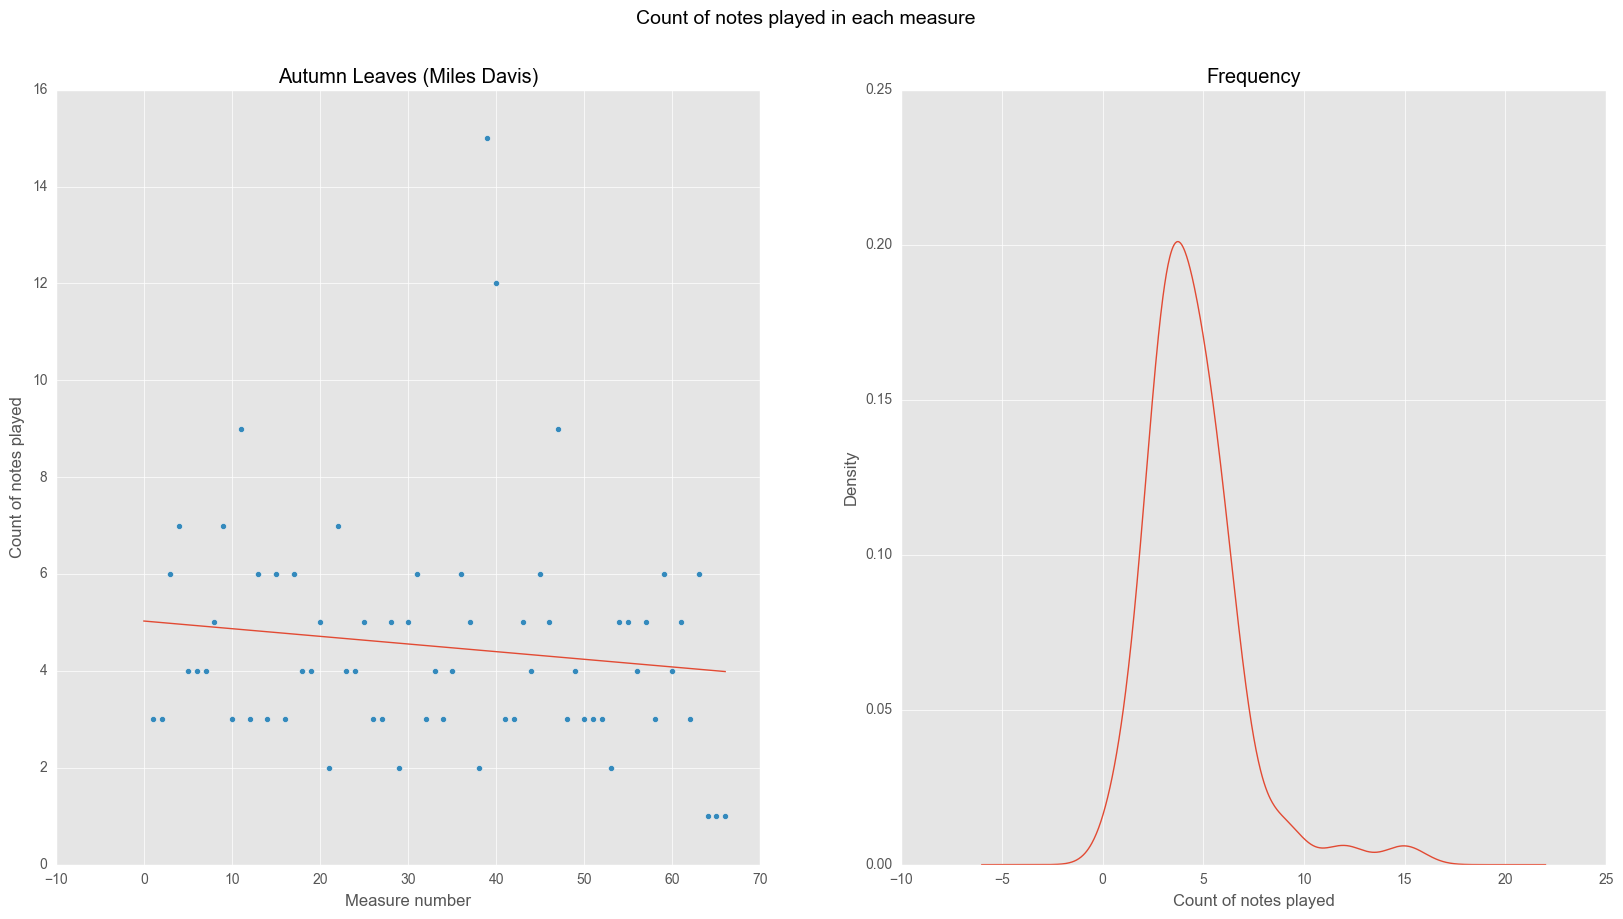 Count of notes played in each measure
Autumn Leaves (Miles Davis)
16
14
12
10
8
6
4
2
0
−10 0 10 20 30 40 50 60 70
Count of notes played
Measure number
Frequency
0.25
0.20
0.15
0.10
0.05
0.00
−10 −5 0 5 10 15 20 25
Density
Count of notes played